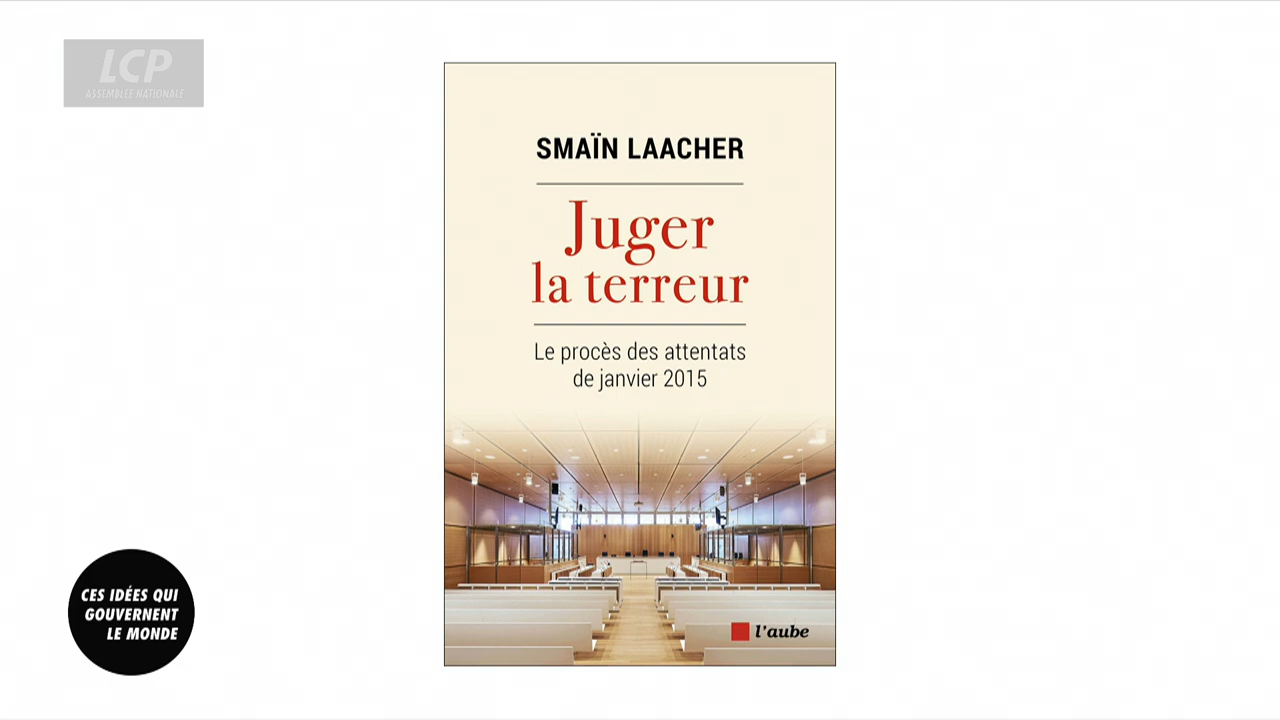 LCP
ASSEMBLÉE NATIONALE
SMAÏN LAACHER
Juger
la terreur
Le procès des attentats
de janvier 2015
l'aube
CES IDÉES QUI
GOUVERNENT
LE MONDE